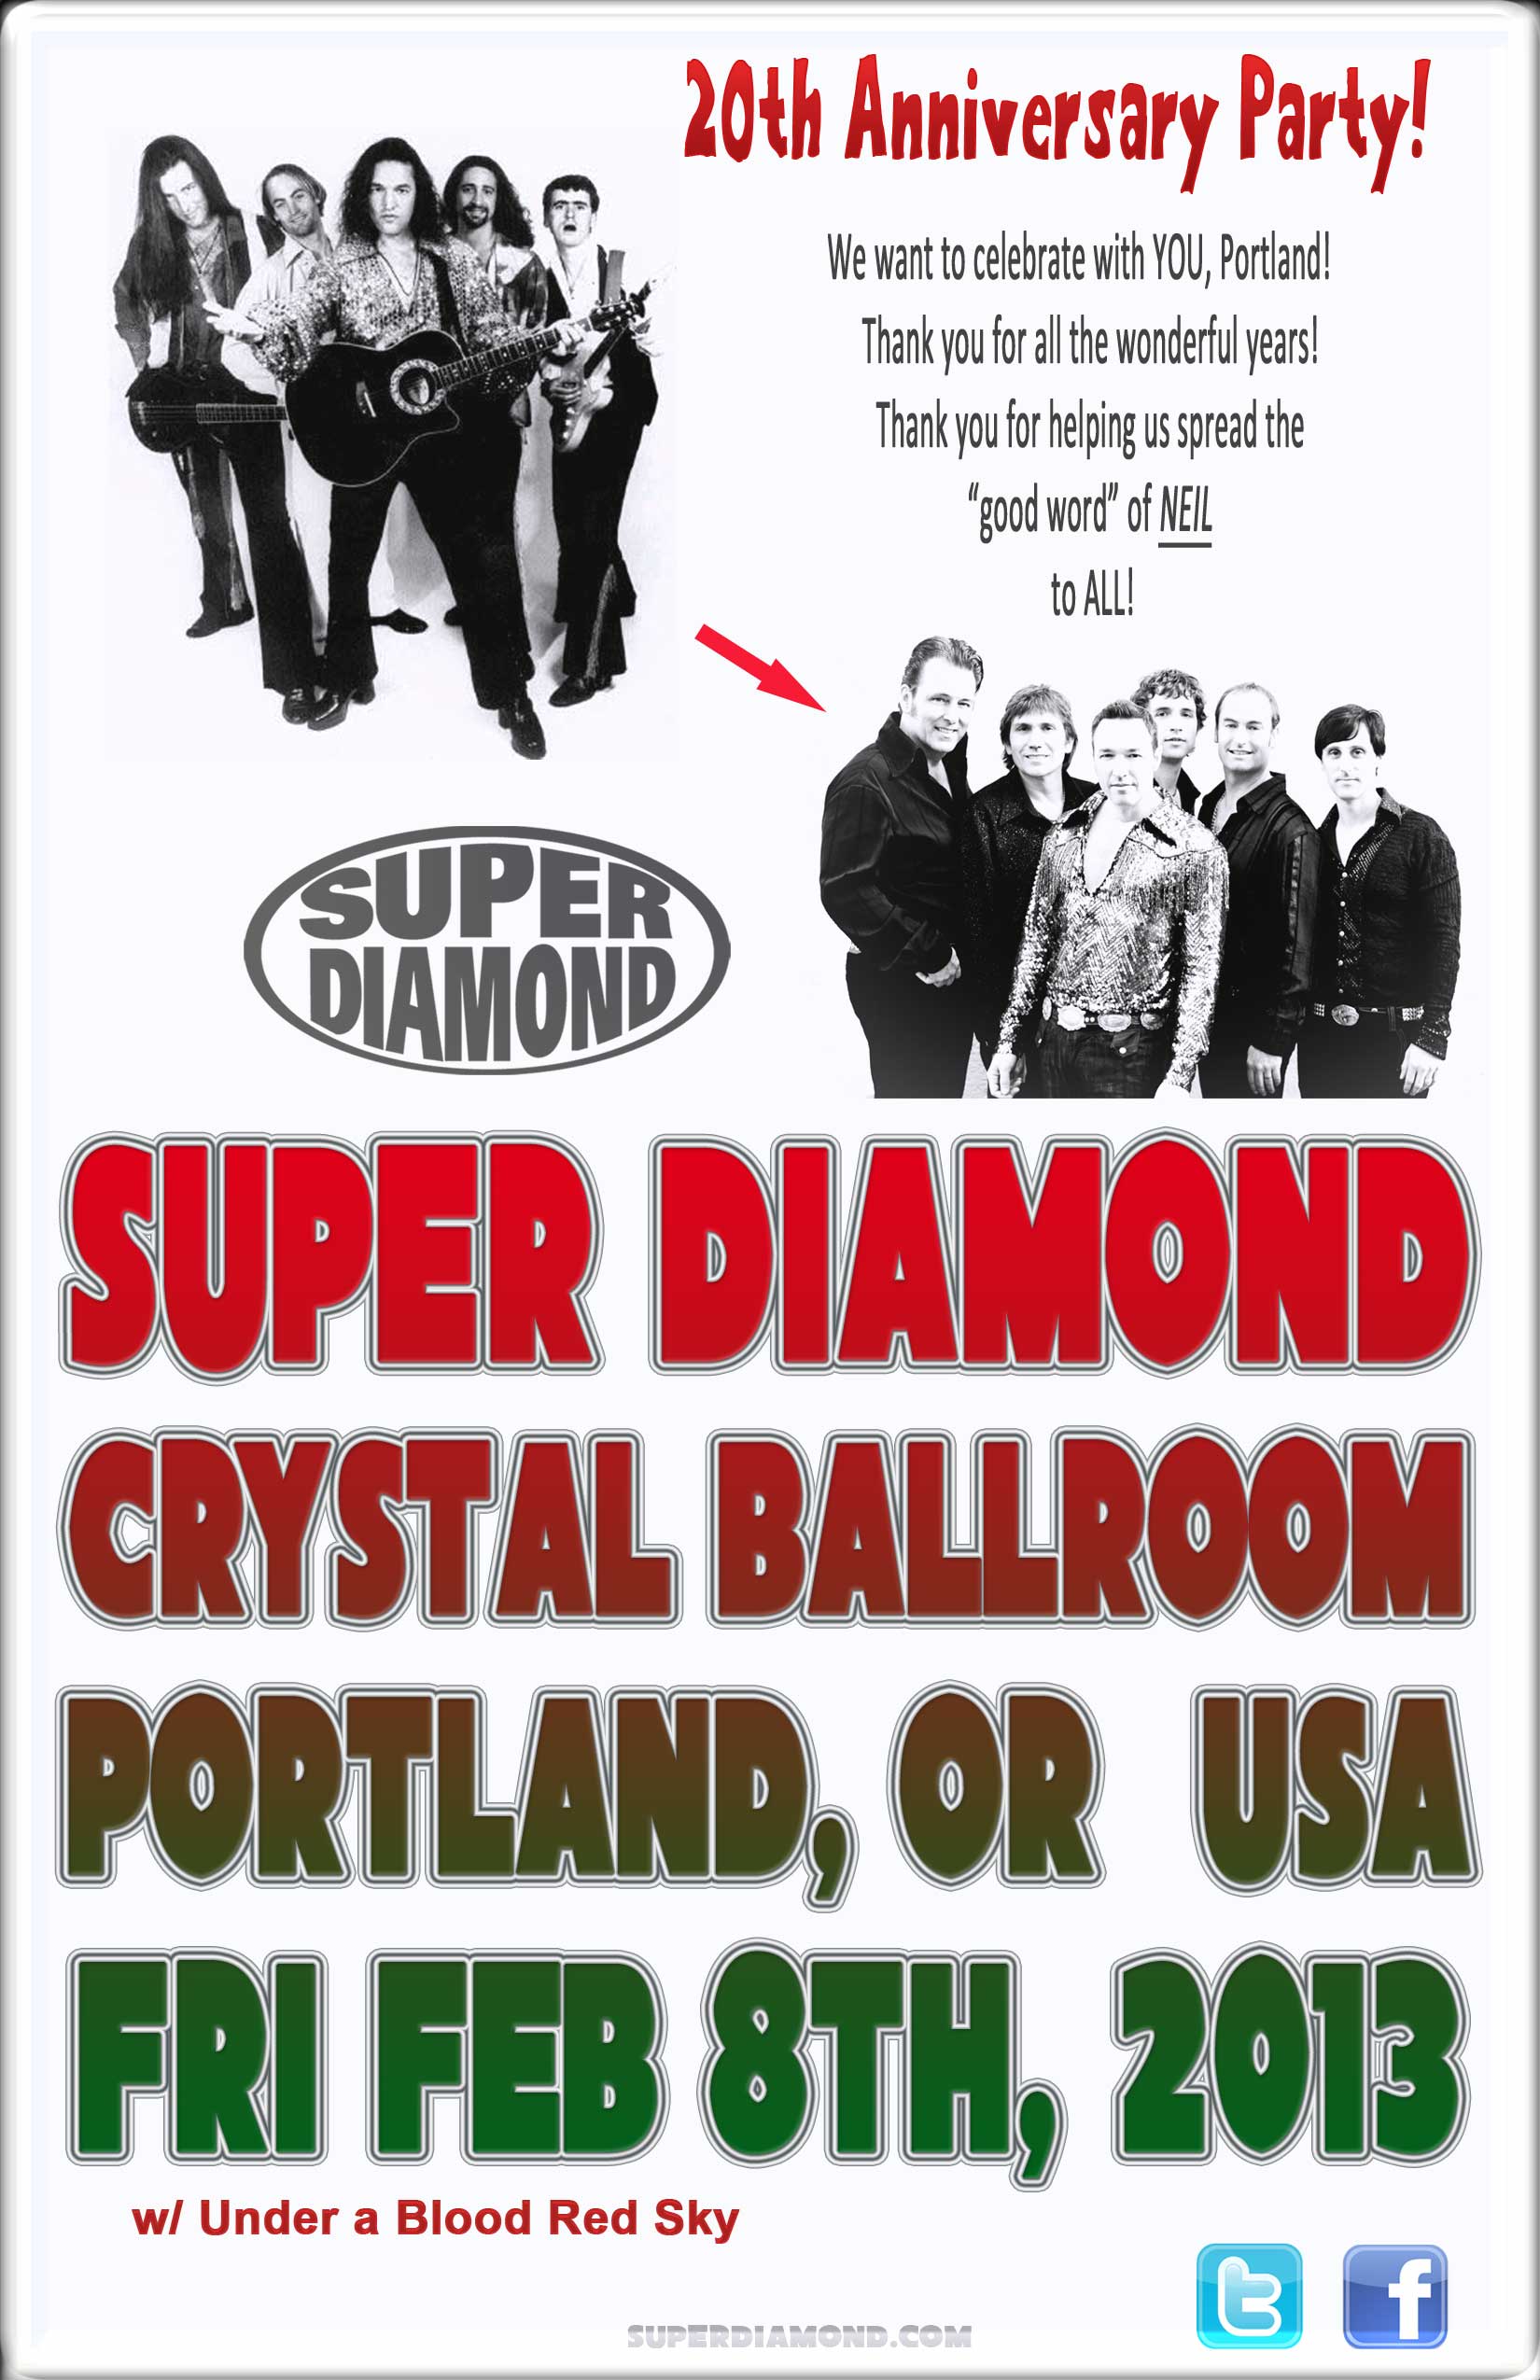 20th Anniversary Party!
We want to celebrate with YOU, Portland!
Thank you for all the wonderful years!
Thank you for helping us spread the
“good word” of NEIL
to ALL!
SUPER
DIAMOND
SUPER DIAMOND
CRYSTAL BALLROOM
PORTLAND, OR USA
FRI FEB 8TH, 2013
w/ Under a Blood Red Sky
SUPERDIAMOND.COM